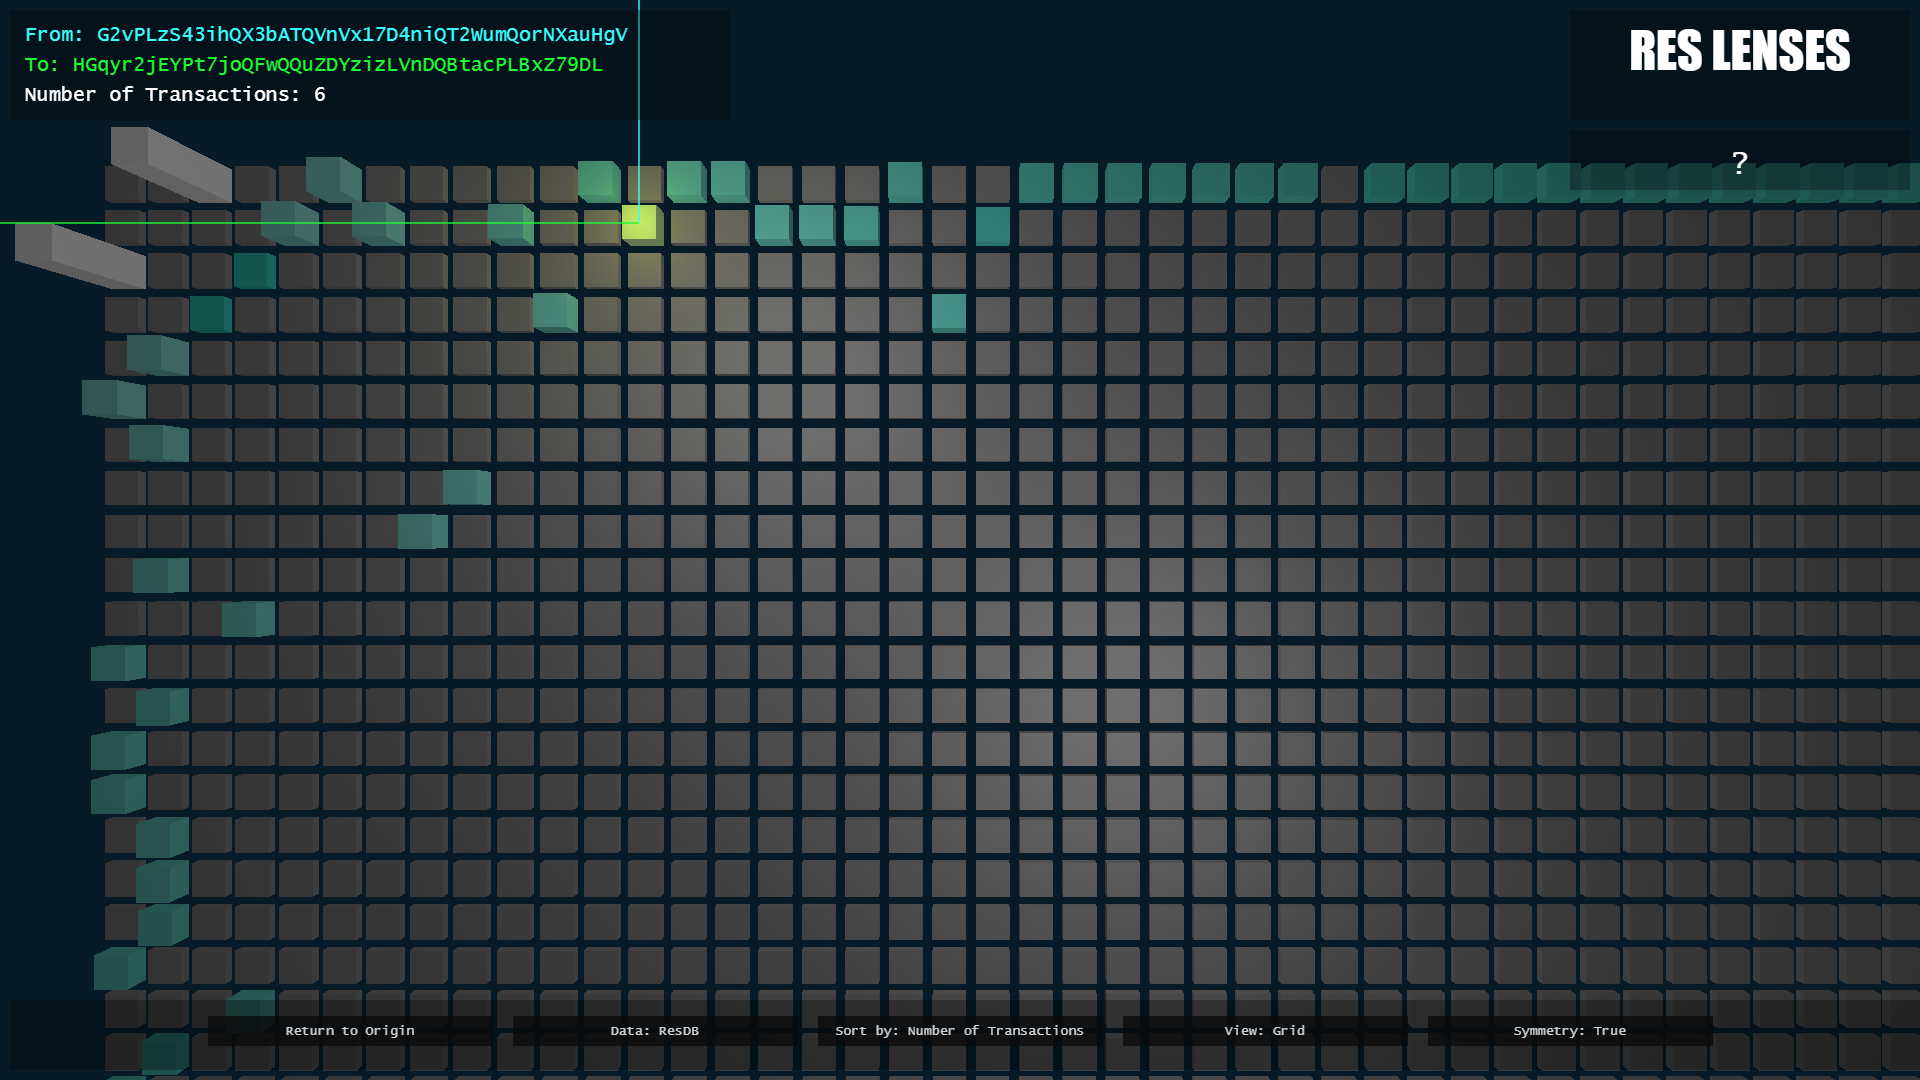 From: G2vPLzS43ihQX3bATQVnVx17D4niQT2WumQorNXauHgV
To: HGqyr2jEYPt7joQFwQQuZDYzizLVnDQBtacPLBxZ79DL
Number of Transactions: 6
RES LENSES
?
Return to Origin
Data: ResDB
Sort by: Number of Transactions
View: Grid
Symmetry: True